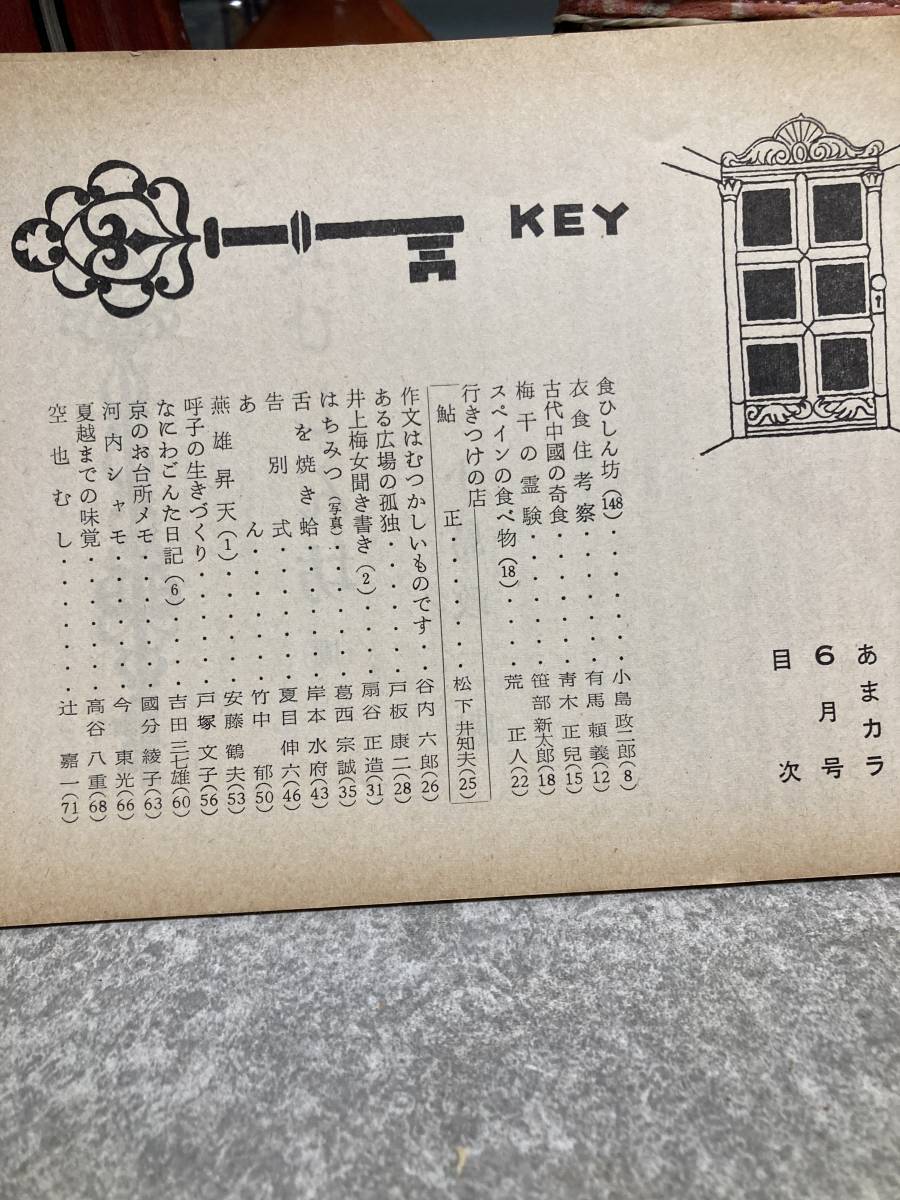 KEY
あまカラ
6月号
目次
食ひしん坊(148)・・・・・・小島政二郎(8)
衣食住考察・・・・・・有馬頼義(12)
古代中國の奇食・・・・・・青木正兒(15)
梅干の霊験・・・・・・笹部新太郎(18)
スペインの食べ物(18)・・・荒正人(22)
行きつけの店
鮎正・・・・・・松下井知夫(25)
作文はむつかしいものです・・谷内六郎(26)
ある広場の孤独・・・・・・戸板康二(28)
井上梅女聞き書き(2)・・・・扇谷正造(31)
はちみつ(写真)・・・・・・葛西宗誠(35)
舌を焼き蛤・・・・・・岸本水府(43)
告別式・・・・・・夏目伸六(46)
あん・・・・・・竹中郁(50)
燕雄昇天(1)・・・・・・安藤鶴夫(53)
呼子の生きづくり・・・・・・戸塚文子(56)
なにわごんた日記(6)・・・・吉田三七雄(60)
京のお台所メモ・・・・・・國分綾子(63)
河内シャモ・・・・・・今東光(66)
夏越までの味覚・・・・・・高谷八重(68)
空也むし・・・・・・辻嘉一(71)